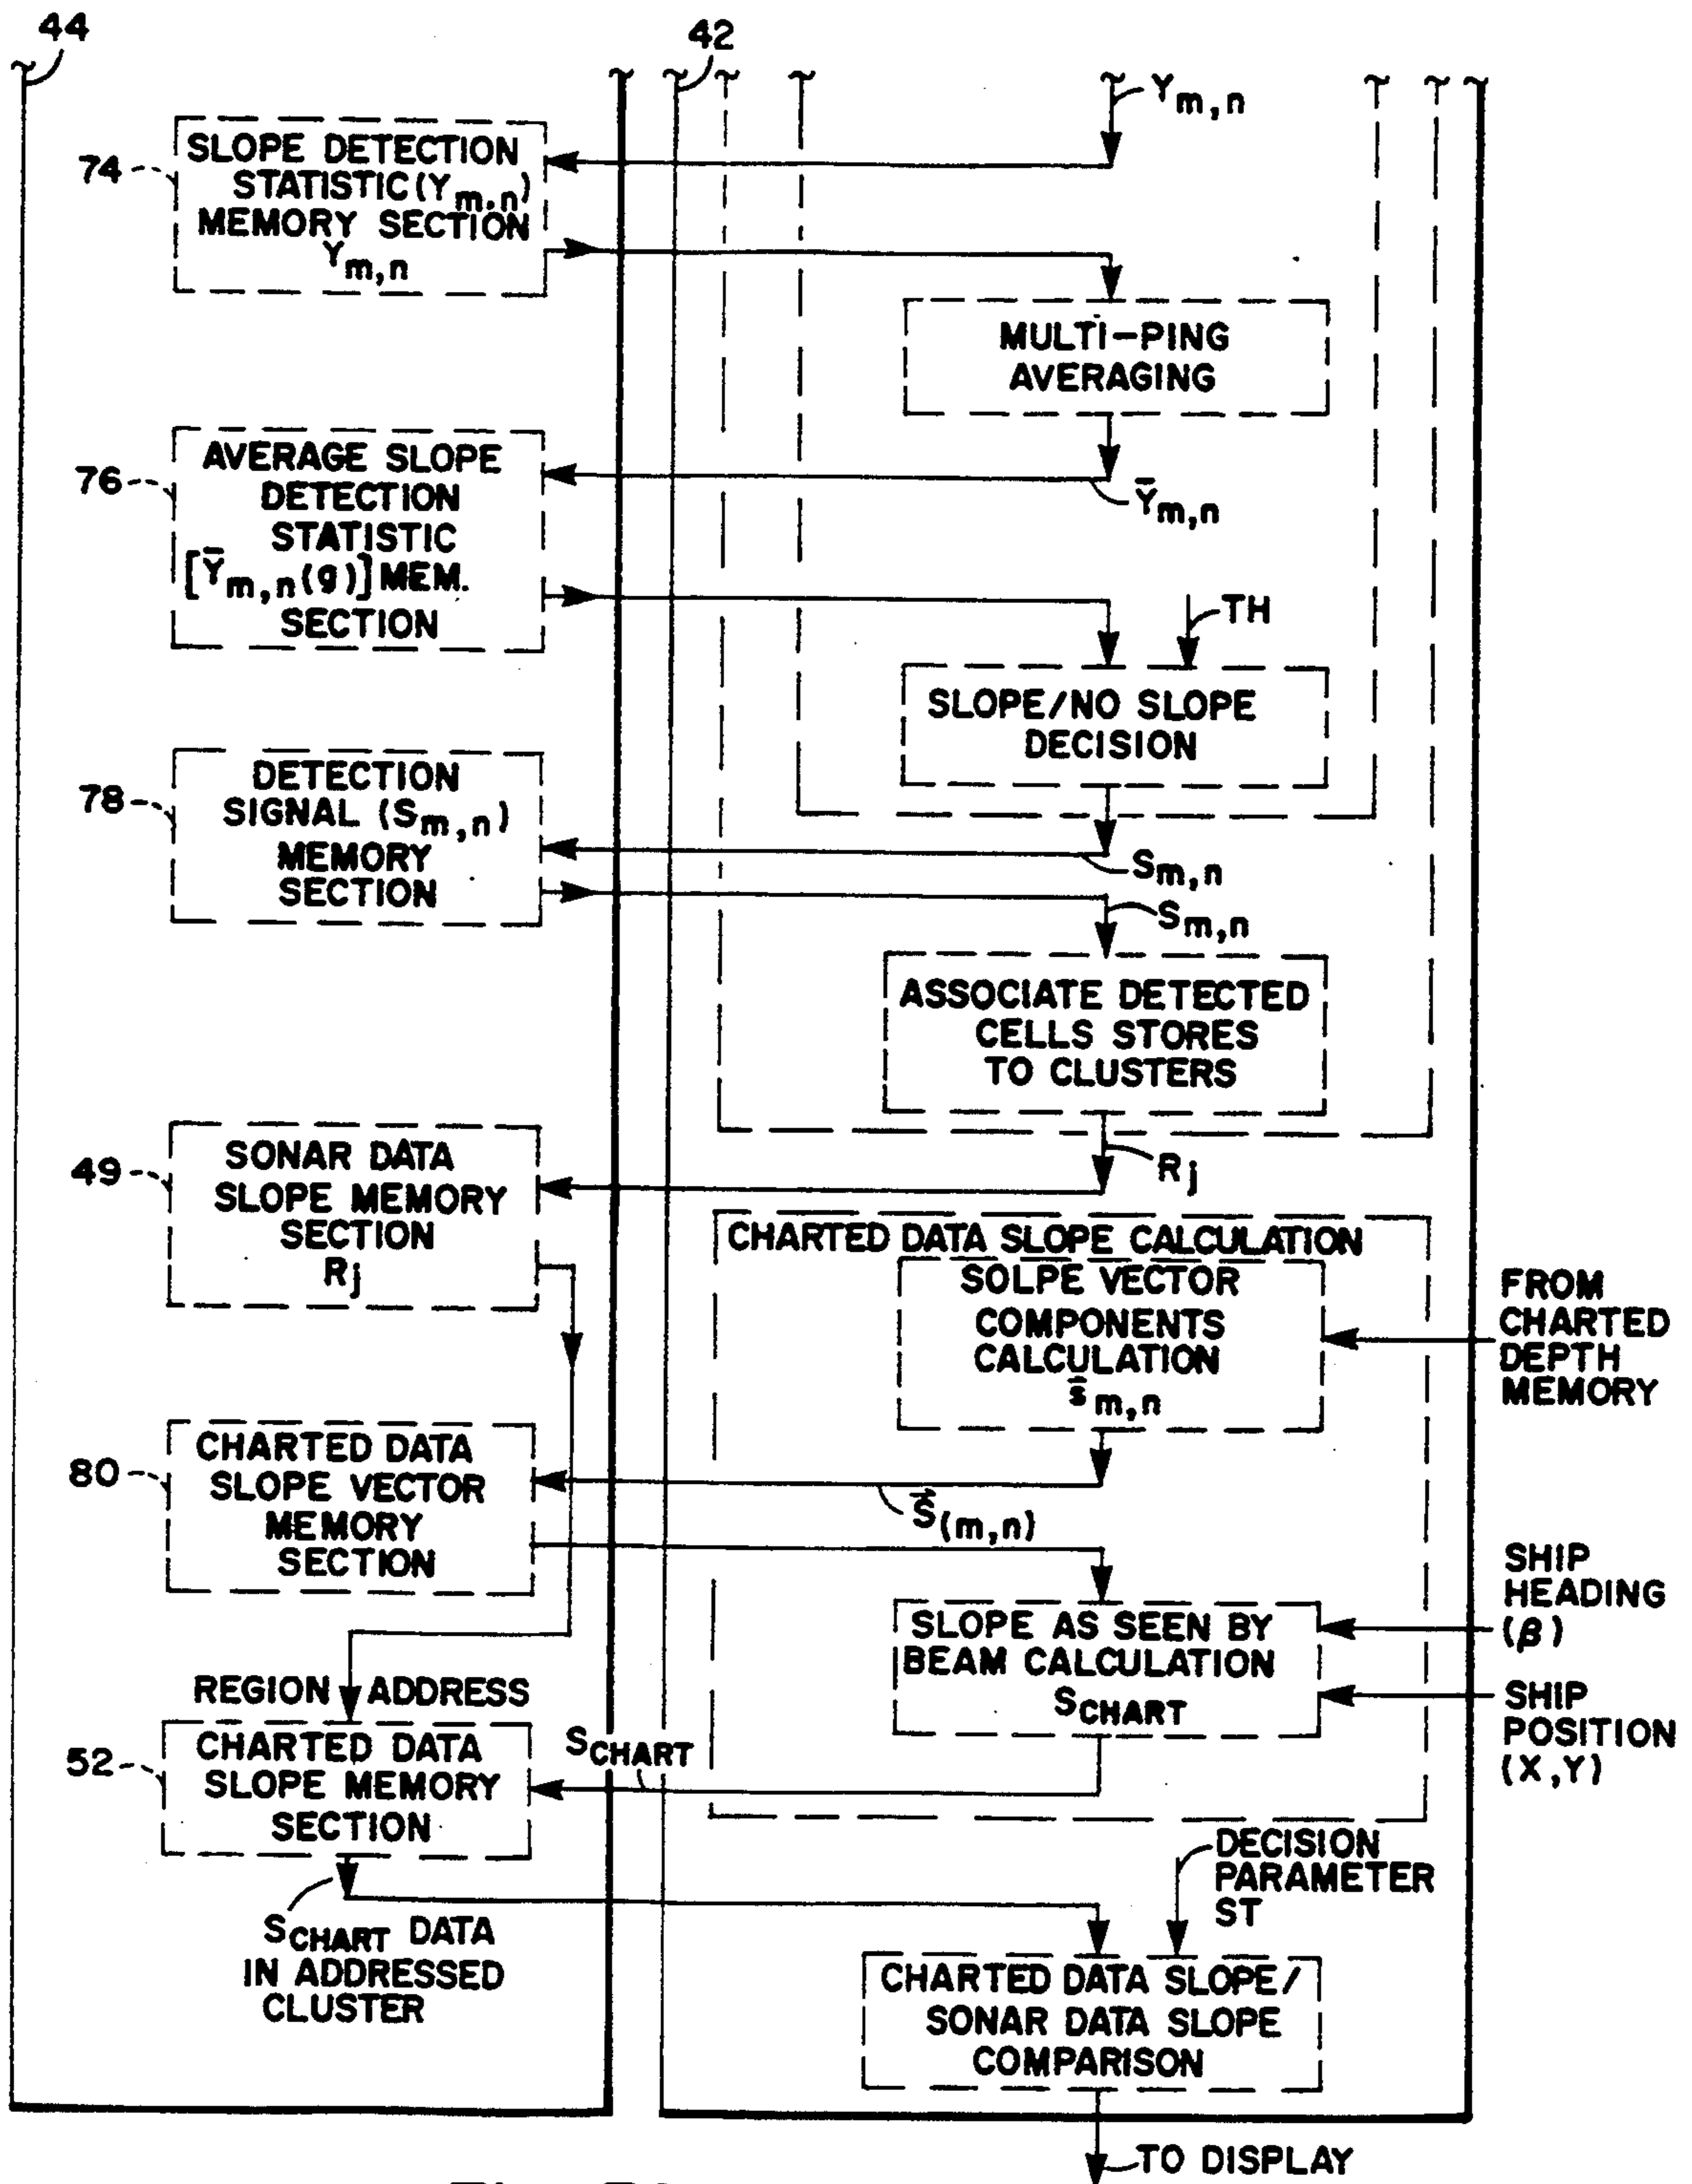 44
42
Ym,n
74
SLOPE DETECTION
STATISTIC (Ym.n)
MEMORY SECTION
Ym,n
MULTI-PING
AVERAGING
76
AVERAGE SLOPE
DETECTION
STATISTIC
[Ȳm,n(g)] MEM.
SECTION
Ȳm,n
TH
SLOPE/NO SLOPE
DECISION
78
DETECTION
SIGNAL (Sm,n)
MEMORY
SECTION
Sm,n
Sm,n
ASSOCIATE DETECTED
CELLS STORES
TO CLUSTERS
49
SONAR DATA
SLOPE MEMORY
SECTION
Rj
Rj
CHARTED DATA SLOPE CALCULATION
SOLPE VECTOR
COMPONENTS
CALCULATION
s̄m,n
FROM
CHARTED
DEPTH
MEMORY
80
CHARTED DATA
SLOPE VECTOR
MEMORY
SECTION
S⃗(m,n)
SLOPE AS SEEN BY
BEAM CALCULATION
SCHART
SHIP
HEADING
(β)
SHIP
POSITION
(X,Y)
REGION ADDRESS
52
CHARTED DATA
SLOPE MEMORY
SECTION
SCHART
DECISION
PARAMETER
ST
SCHART DATA
IN ADDRESSED
CLUSTER
CHARTED DATA SLOPE/
SONAR DATA SLOPE
COMPARISON
TO DISPLAY